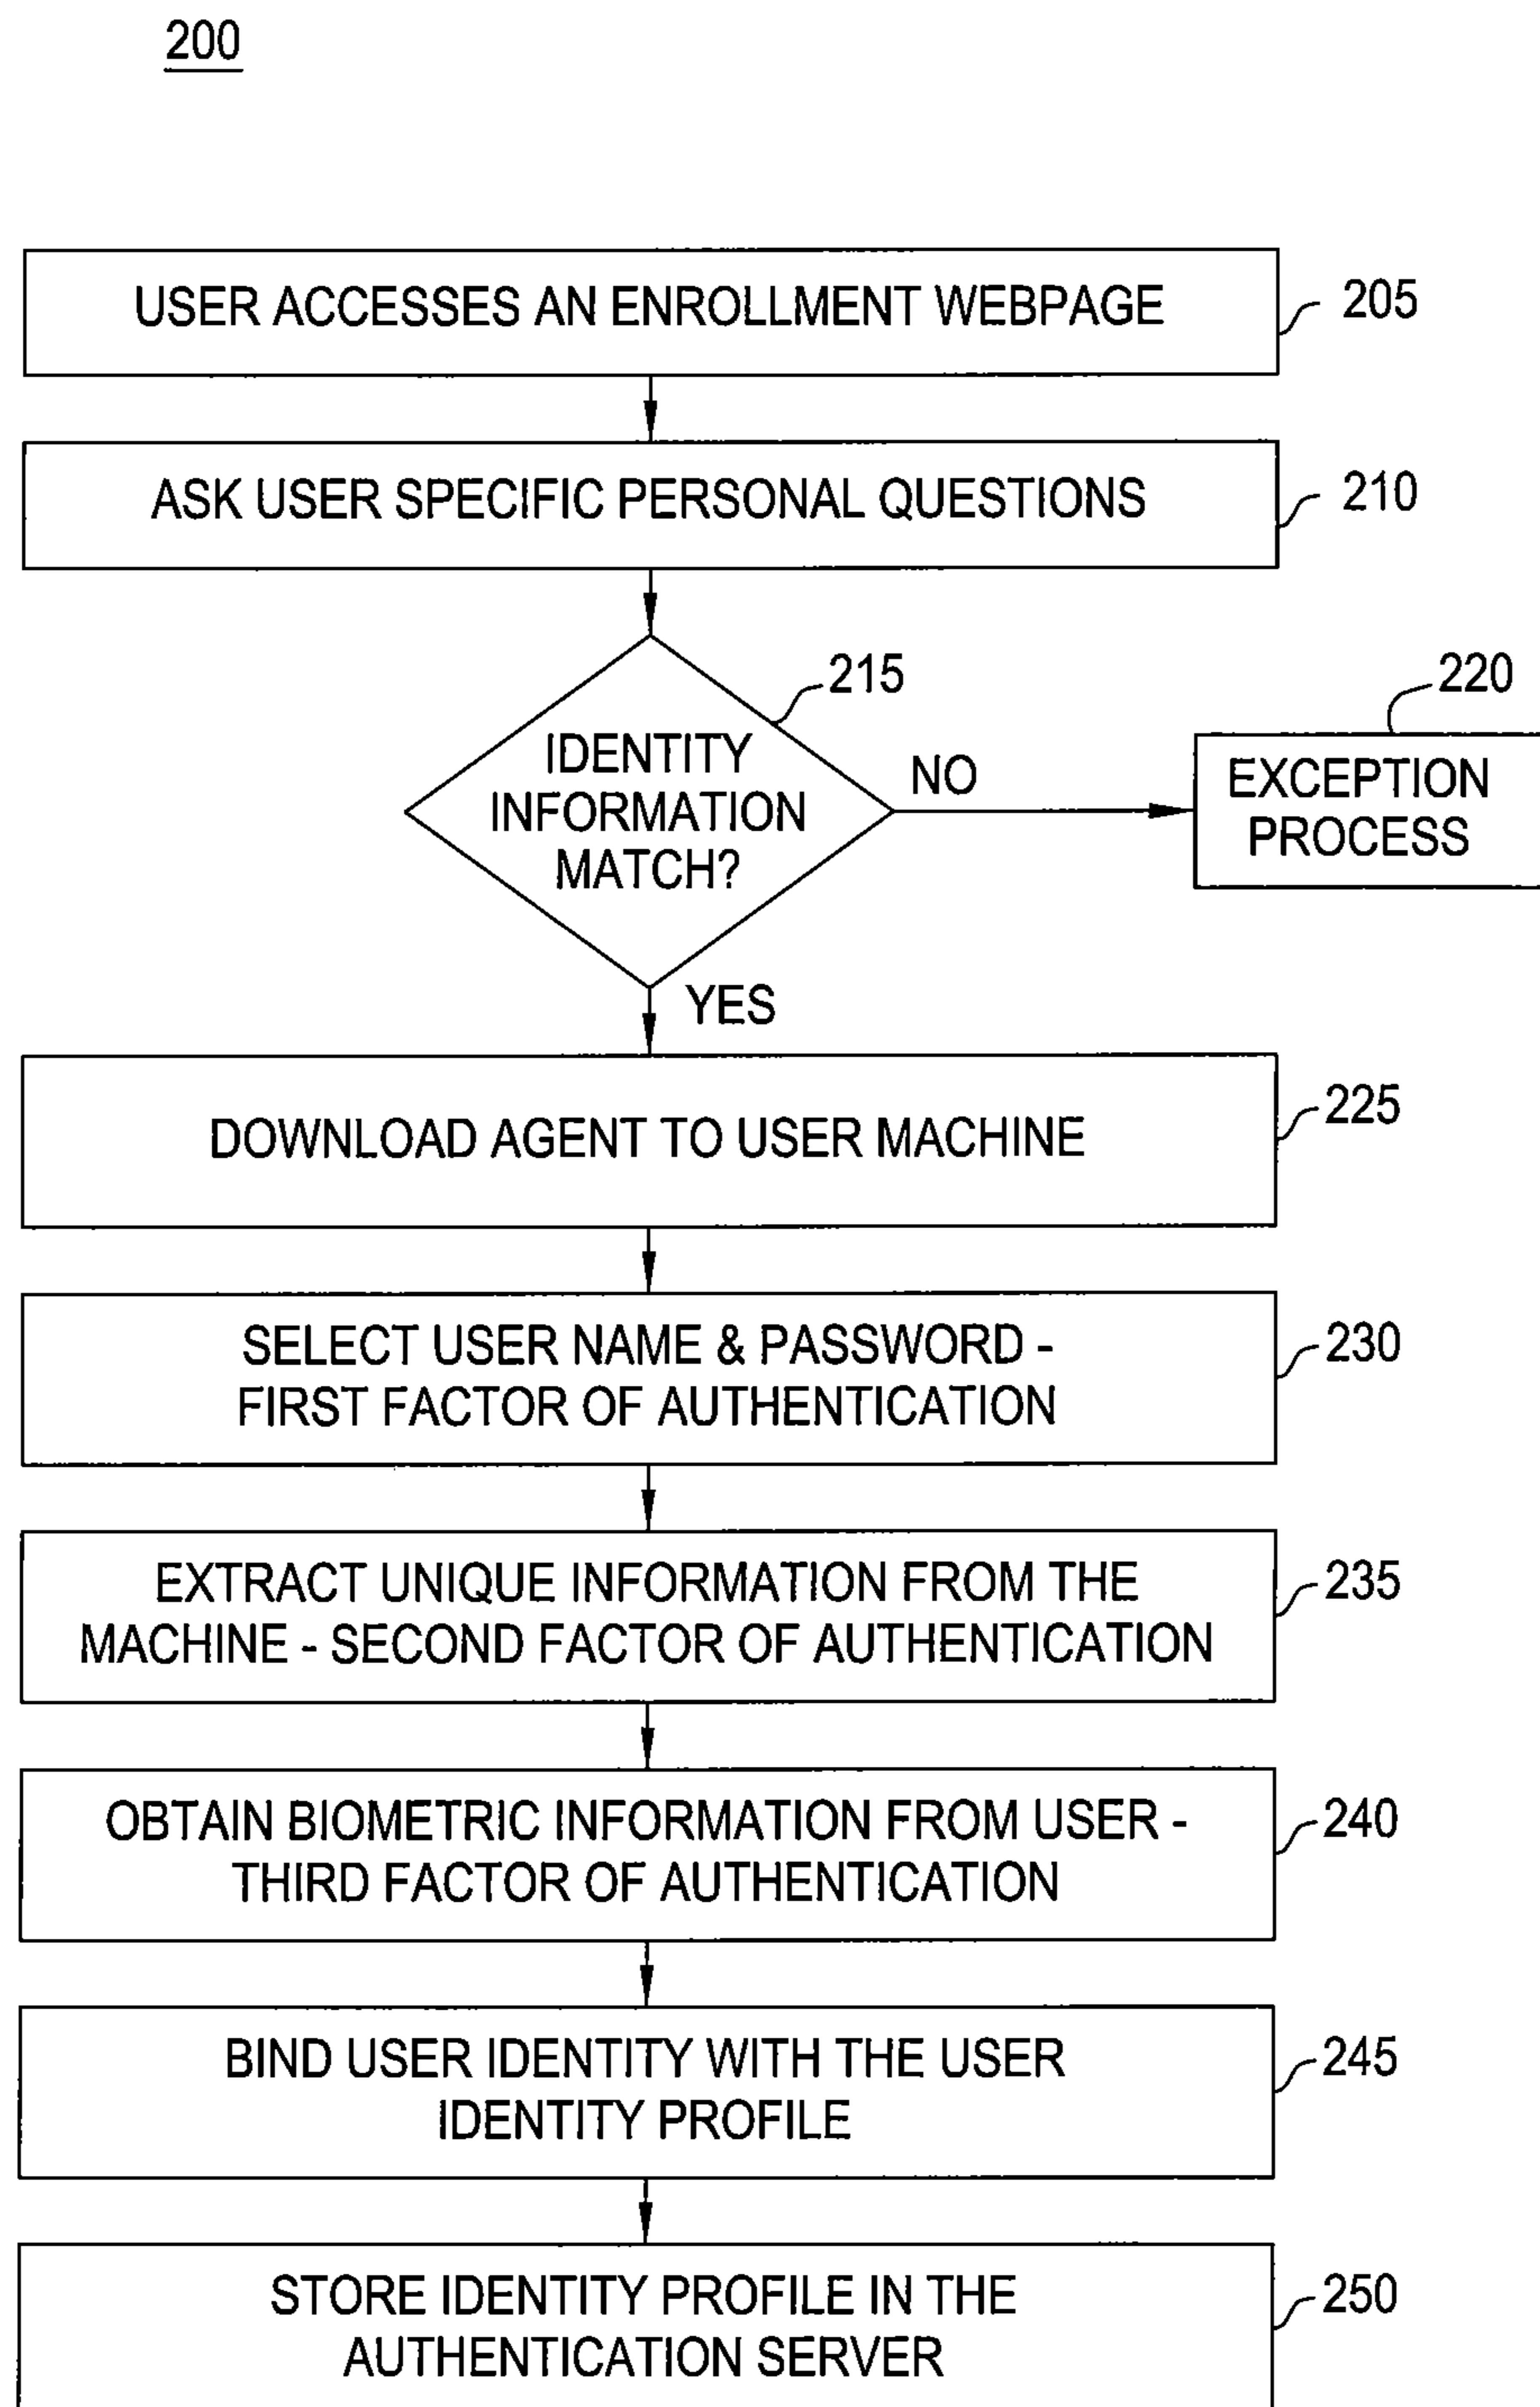 200
USER ACCESSES AN ENROLLMENT WEBPAGE
205
ASK USER SPECIFIC PERSONAL QUESTIONS
210
215
220
IDENTITY
INFORMATION
MATCH?
NO
EXCEPTION
PROCESS
YES
DOWNLOAD AGENT TO USER MACHINE
225
SELECT USER NAME & PASSWORD -
FIRST FACTOR OF AUTHENTICATION
230
EXTRACT UNIQUE INFORMATION FROM THE
MACHINE - SECOND FACTOR OF AUTHENTICATION
235
OBTAIN BIOMETRIC INFORMATION FROM USER -
THIRD FACTOR OF AUTHENTICATION
240
BIND USER IDENTITY WITH THE USER
IDENTITY PROFILE
245
STORE IDENTITY PROFILE IN THE
AUTHENTICATION SERVER
250